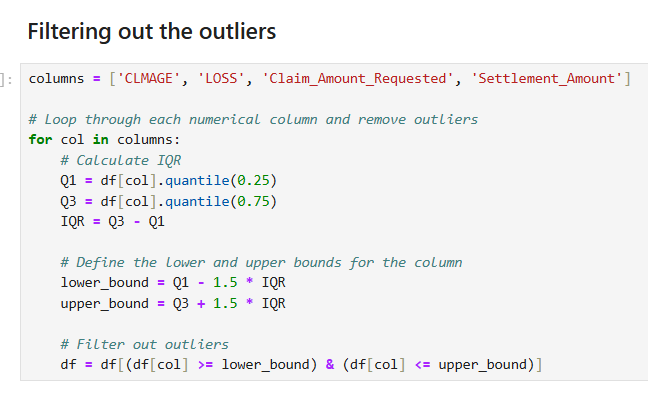 Filtering out the outliers
]: columns = ['CLMAGE', 'LOSS', 'Claim_Amount_Requested', 'Settlement_Amount']
# Loop through each numerical column and remove outliers
for col in columns:
    # Calculate IQR
    Q1 = df[col].quantile(0.25)
    Q3 = df[col].quantile(0.75)
    IQR = Q3 - Q1
    # Define the lower and upper bounds for the column
    lower_bound = Q1 - 1.5 * IQR
    upper_bound = Q3 + 1.5 * IQR
    # Filter out outliers
    df = df[(df[col] >= lower_bound) & (df[col] <= upper_bound)]